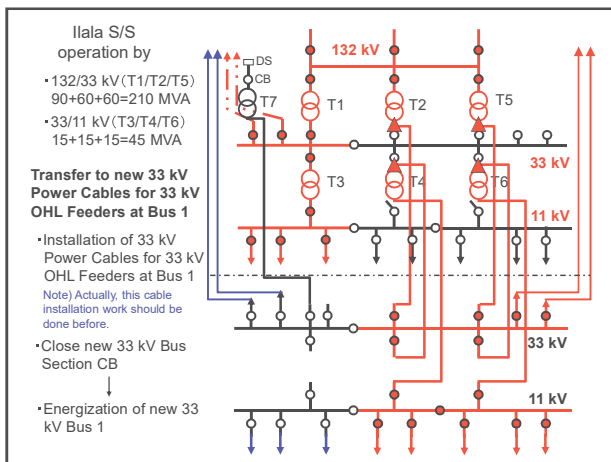 Ilala S/S
operation by
・132/33 kV(T1/T2/T5)
90+60+60=210 MVA
・33/11 kV(T3/T4/T6)
15+15+15=45 MVA
Transfer to new 33 kV
Power Cables for 33 kV
OHL Feeders at Bus 1
・Installation of 33 kV
Power Cables for 33 kV
OHL Feeders at Bus 1
Note) Actually, this cable
installation work should be
done before.
・Close new 33 kV Bus
Section CB
・Energization of new 33
kV Bus 1
DS
CB
T7
132 kV
T1
T2
T5
33 kV
T3
T4
T6
11 kV
33 kV
11 kV